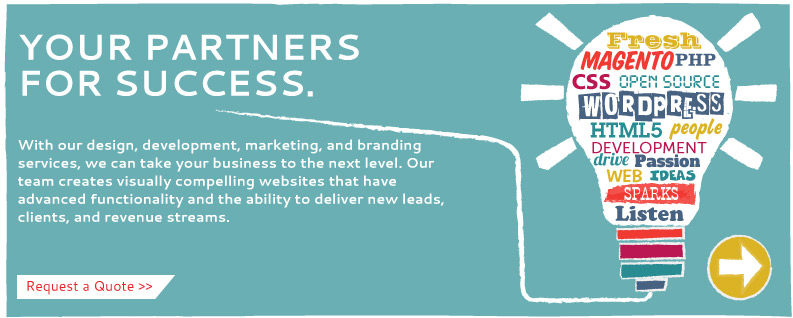 YOUR PARTNERS
FOR SUCCESS.
With our design, development, marketing, and branding
services, we can take your business to the next level. Our
team creates visually compelling websites that have
advanced functionality and the ability to deliver new leads,
clients, and revenue streams.
Request a Quote >>
Fresh
MAGENTO PHP
CSS OPEN SOURCE
WORDPRESS
HTML5 people
DEVELOPMENT
drive Passion
WEB IDEAS
SPARKS
Listen